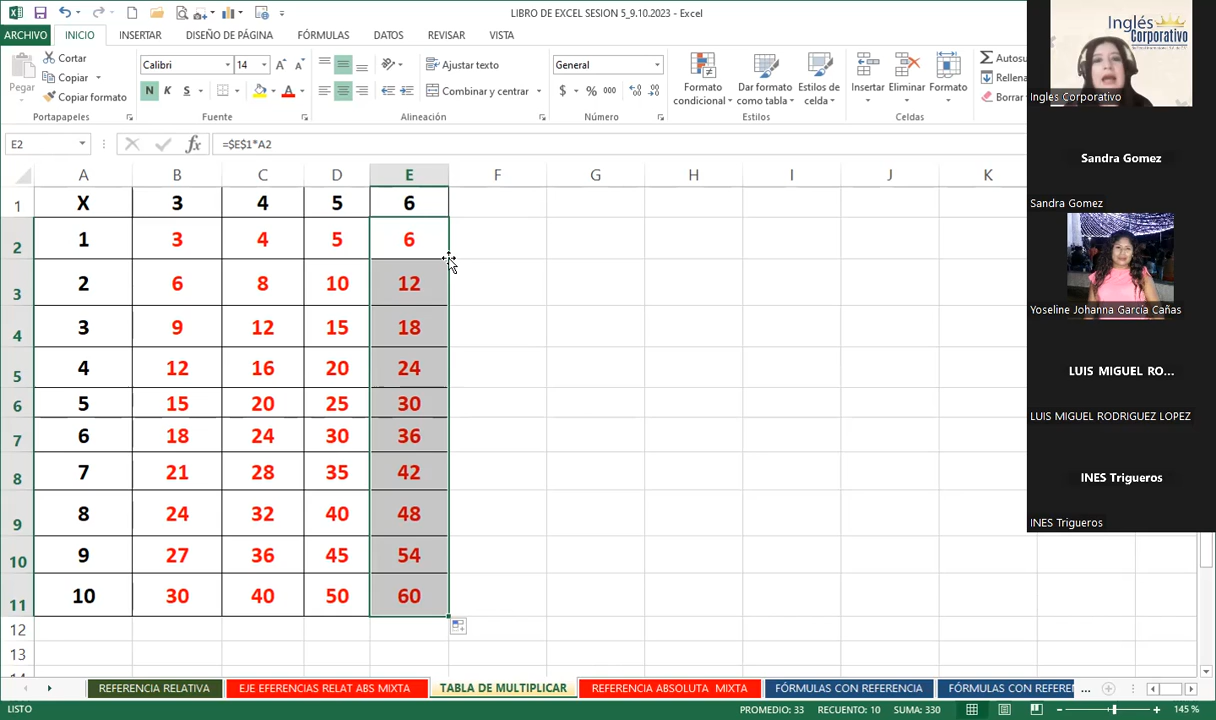 LIBRO DE EXCEL SESION 5_9.10.2023 - Excel
ARCHIVO INICIO INSERTAR DISEÑO DE PÁGINA FÓRMULAS DATOS REVISAR VISTA
Pegar
Cortar
Copiar
Copiar formato
Portapapeles
Calibri 14
N K S
Fuente
Ajustar texto
Combinar y centrar
Alineación
General
$ % 000
Número
Formato condicional
Dar formato como tabla
Estilos de celda
Estilos
Insertar Eliminar Formato
Celdas
Autosu
Rellena
Borrar
E2 fx =$E$1*A2
A B C D E F G H I J K
1 X 3 4 5 6
2 1 3 4 5 6
3 2 6 8 10 12
4 3 9 12 15 18
5 4 12 16 20 24
6 5 15 20 25 30
7 6 18 24 30 36
8 7 21 28 35 42
9 8 24 32 40 48
10 9 27 36 45 54
11 10 30 40 50 60
12
13
REFERENCIA RELATIVA
EJE EFERENCIAS RELAT ABS MIXTA
TABLA DE MULTIPLICAR
REFERENCIA ABSOLUTA MIXTA
FÓRMULAS CON REFERENCIA
FÓRMULAS CON REFEREN
...
LISTO PROMEDIO: 33 RECUENTO: 10 SUMA: 330 145 %
Inglés
Corporativo
Ingles Corporativo
Sandra Gomez
Sandra Gomez
Yoseline Johanna García Cañas
LUIS MIGUEL RO...
LUIS MIGUEL RODRIGUEZ LOPEZ
INES Trigueros
INES Trigueros